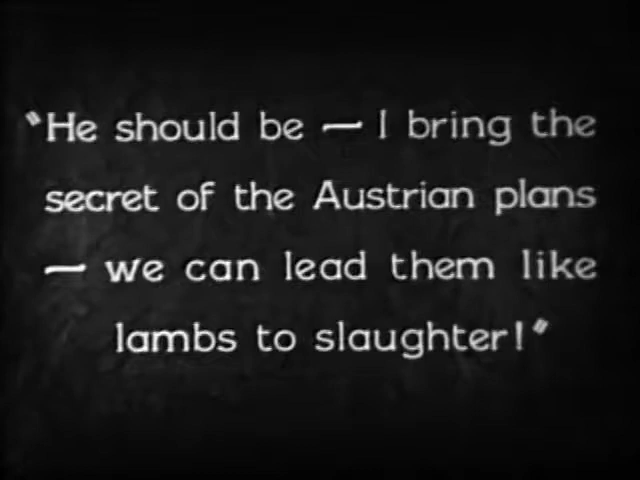 "He should be — I bring the
secret of the Austrian plans
— we can lead them like
lambs to slaughter!"